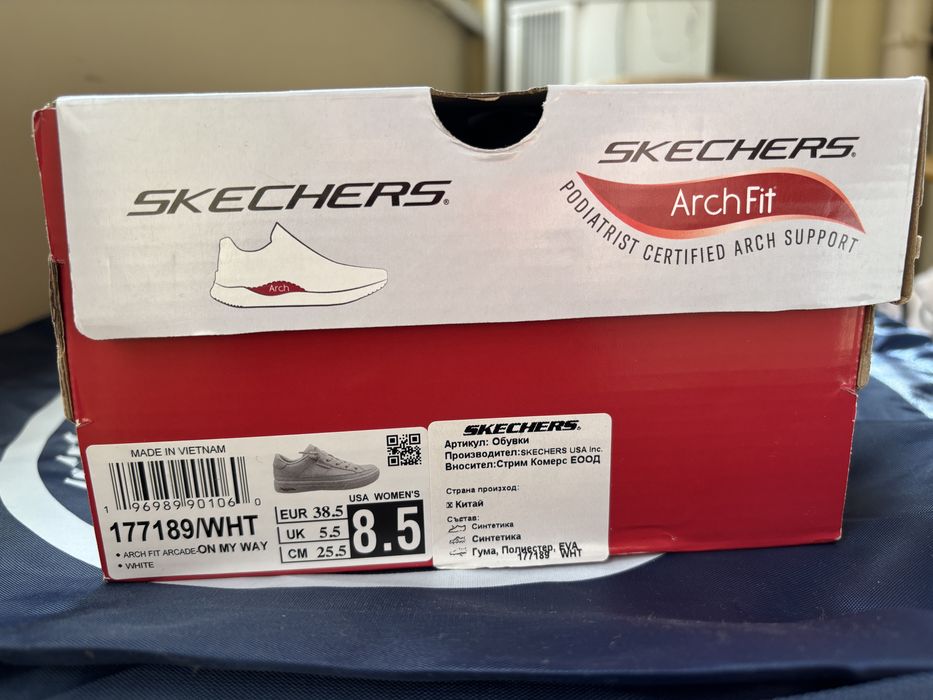 SKECHERS®
Arch
SKECHERS®
Arch Fit
PODIATRIST CERTIFIED ARCH SUPPORT
MADE IN VIETNAM
1 96989 90106 0
177189/WHT
• ARCH FIT ARCADE-ON MY WAY
• WHITE
USA WOMEN'S
EUR 38.5
UK 5.5
CM 25.5
8.5
SKECHERS.
Артикул: Обувки
Производител:SKECHERS USA Inc.
Вносител:Стрим Комерс ЕООД
Страна произход:
Китай
Състав:
Синтетика
Синтетика
Гума, Полиестер, EVA
177189 WHT